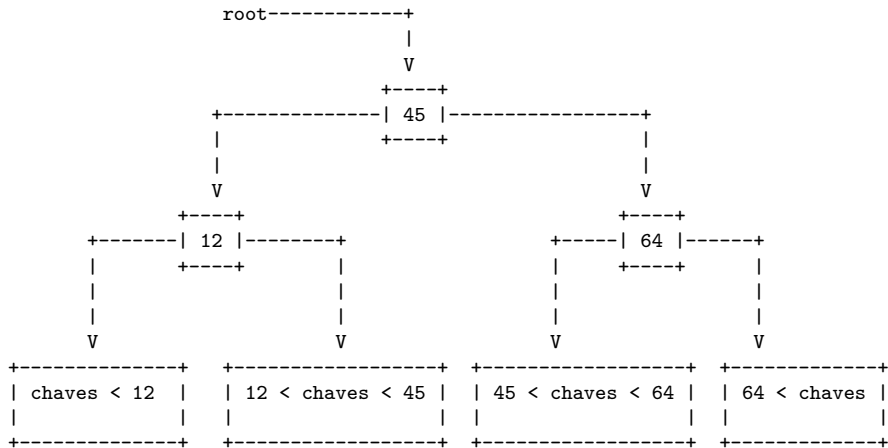 root
45
12
64
chaves < 12
12 < chaves < 45
45 < chaves < 64
64 < chaves